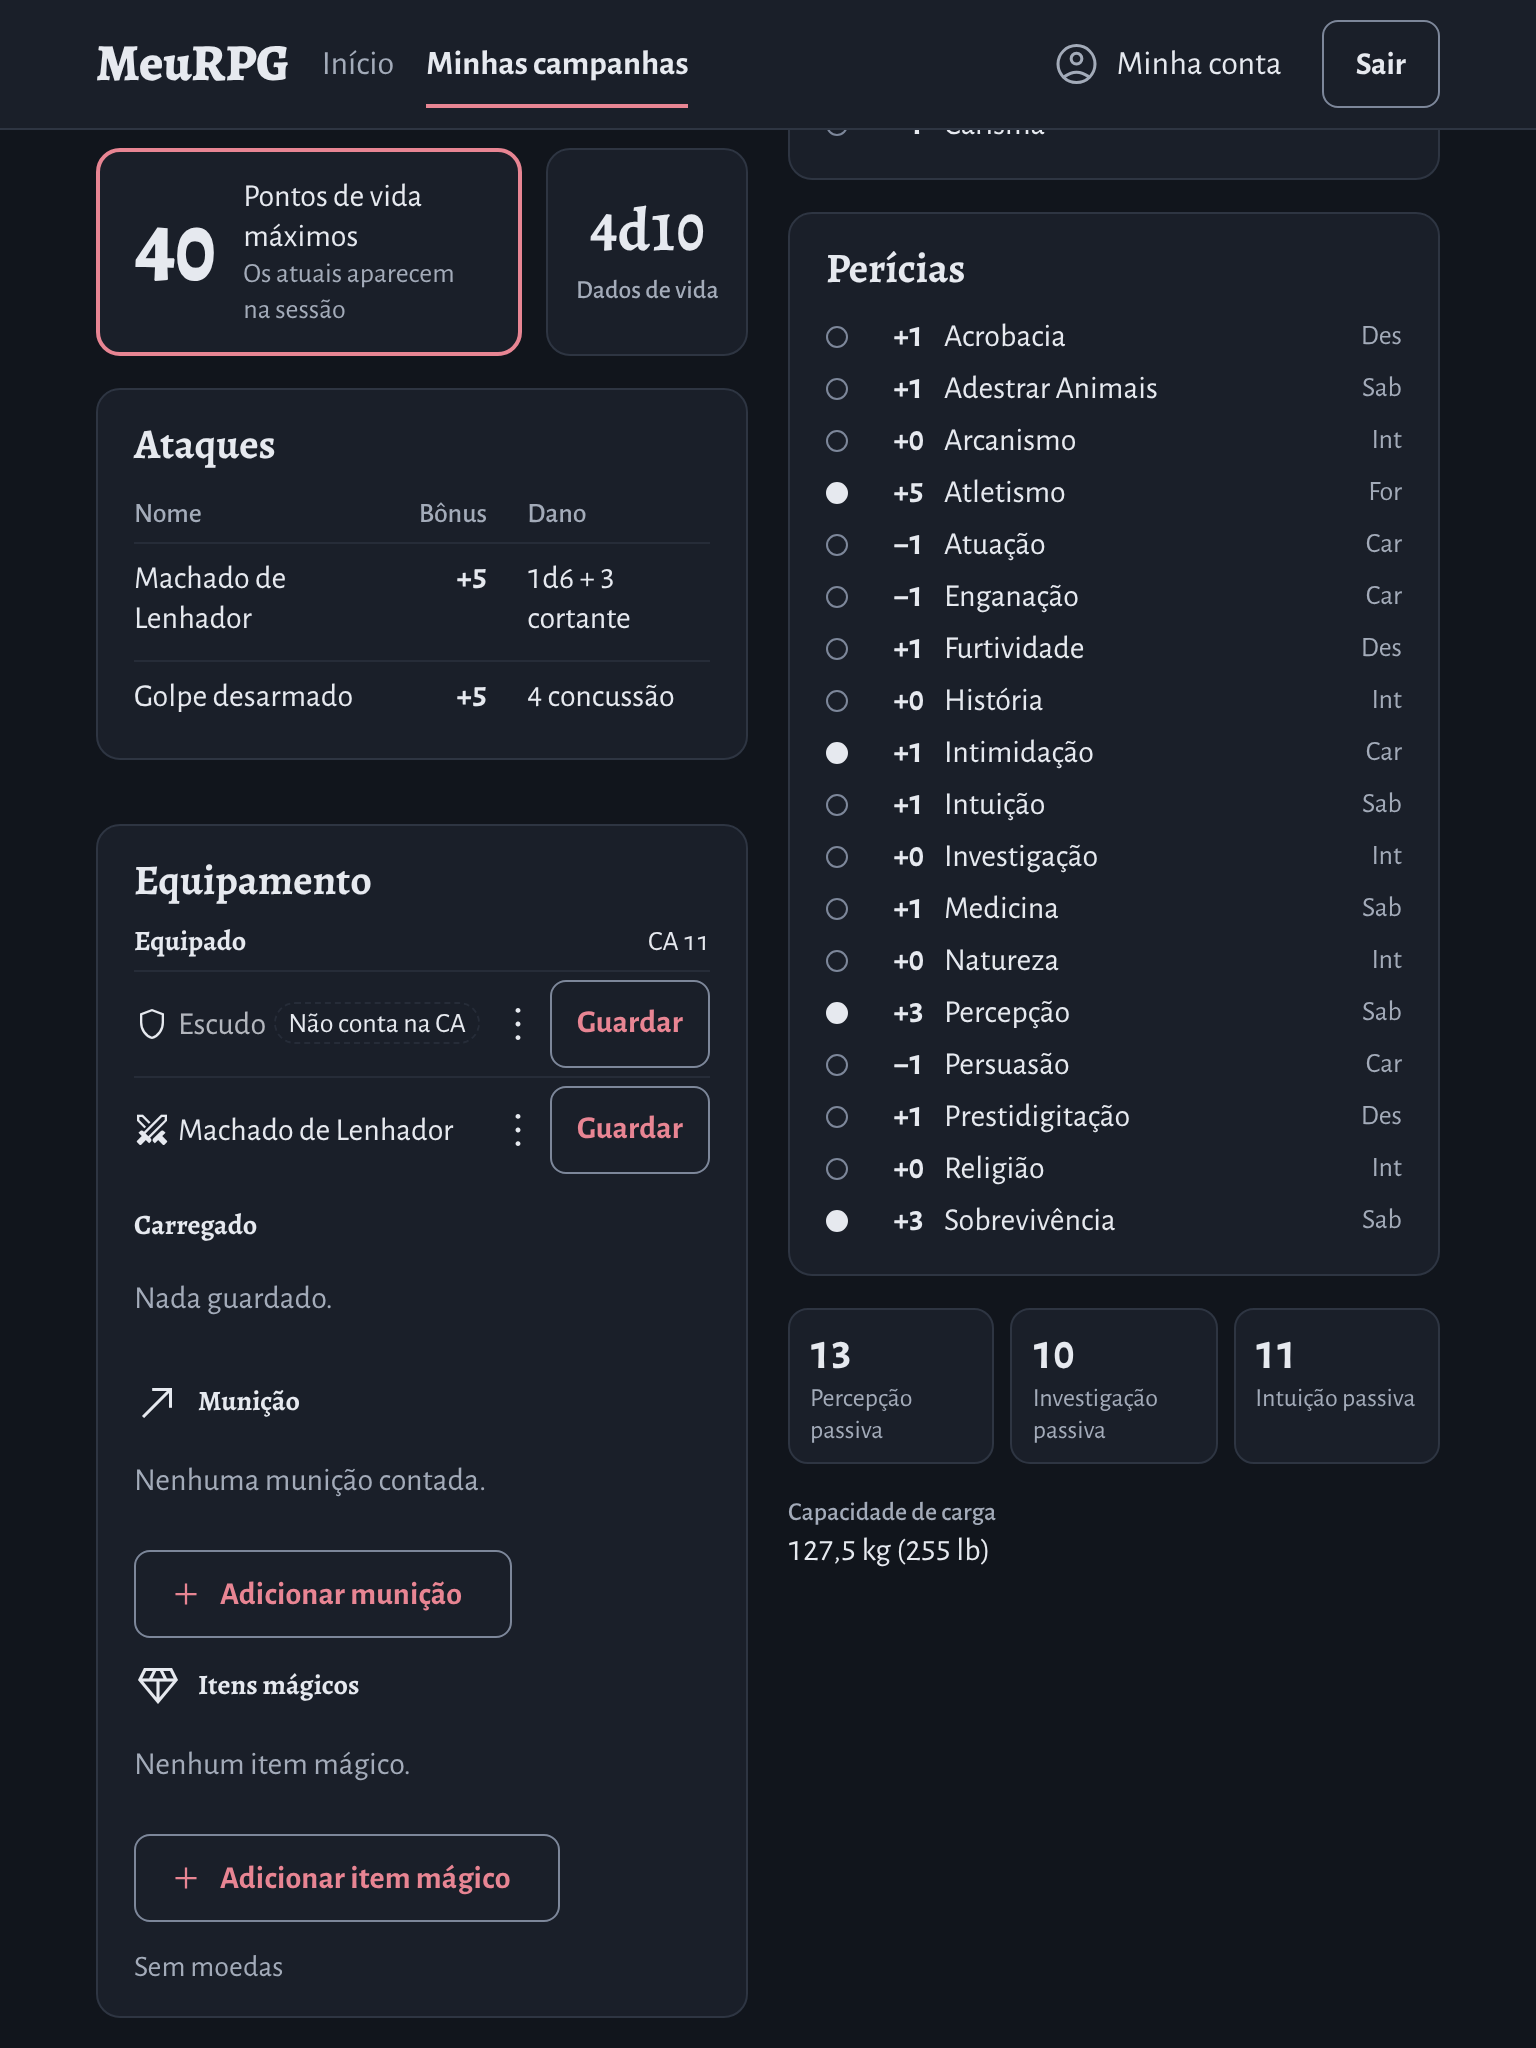 MeuRPG Início Minhas campanhas Minha conta Sair
40
Pontos de vida
máximos
Os atuais aparecem
na sessão
4d10
Dados de vida
Ataques
Nome Bônus Dano
Machado de
Lenhador
+5
1d6 + 3
cortante
Golpe desarmado +5 4 concussão
Equipamento
Equipado CA 11
Escudo Não conta na CA Guardar
Machado de Lenhador Guardar
Carregado
Nada guardado.
Munição
Nenhuma munição contada.
Adicionar munição
Itens mágicos
Nenhum item mágico.
Adicionar item mágico
Sem moedas
Perícias
+1 Acrobacia Des
+1 Adestrar Animais Sab
+0 Arcanismo Int
+5 Atletismo For
−1 Atuação Car
−1 Enganação Car
+1 Furtividade Des
+0 História Int
+1 Intimidação Car
+1 Intuição Sab
+0 Investigação Int
+1 Medicina Sab
+0 Natureza Int
+3 Percepção Sab
−1 Persuasão Car
+1 Prestidigitação Des
+0 Religião Int
+3 Sobrevivência Sab
13
Percepção
passiva
10
Investigação
passiva
11
Intuição passiva
Capacidade de carga
127,5 kg (255 lb)